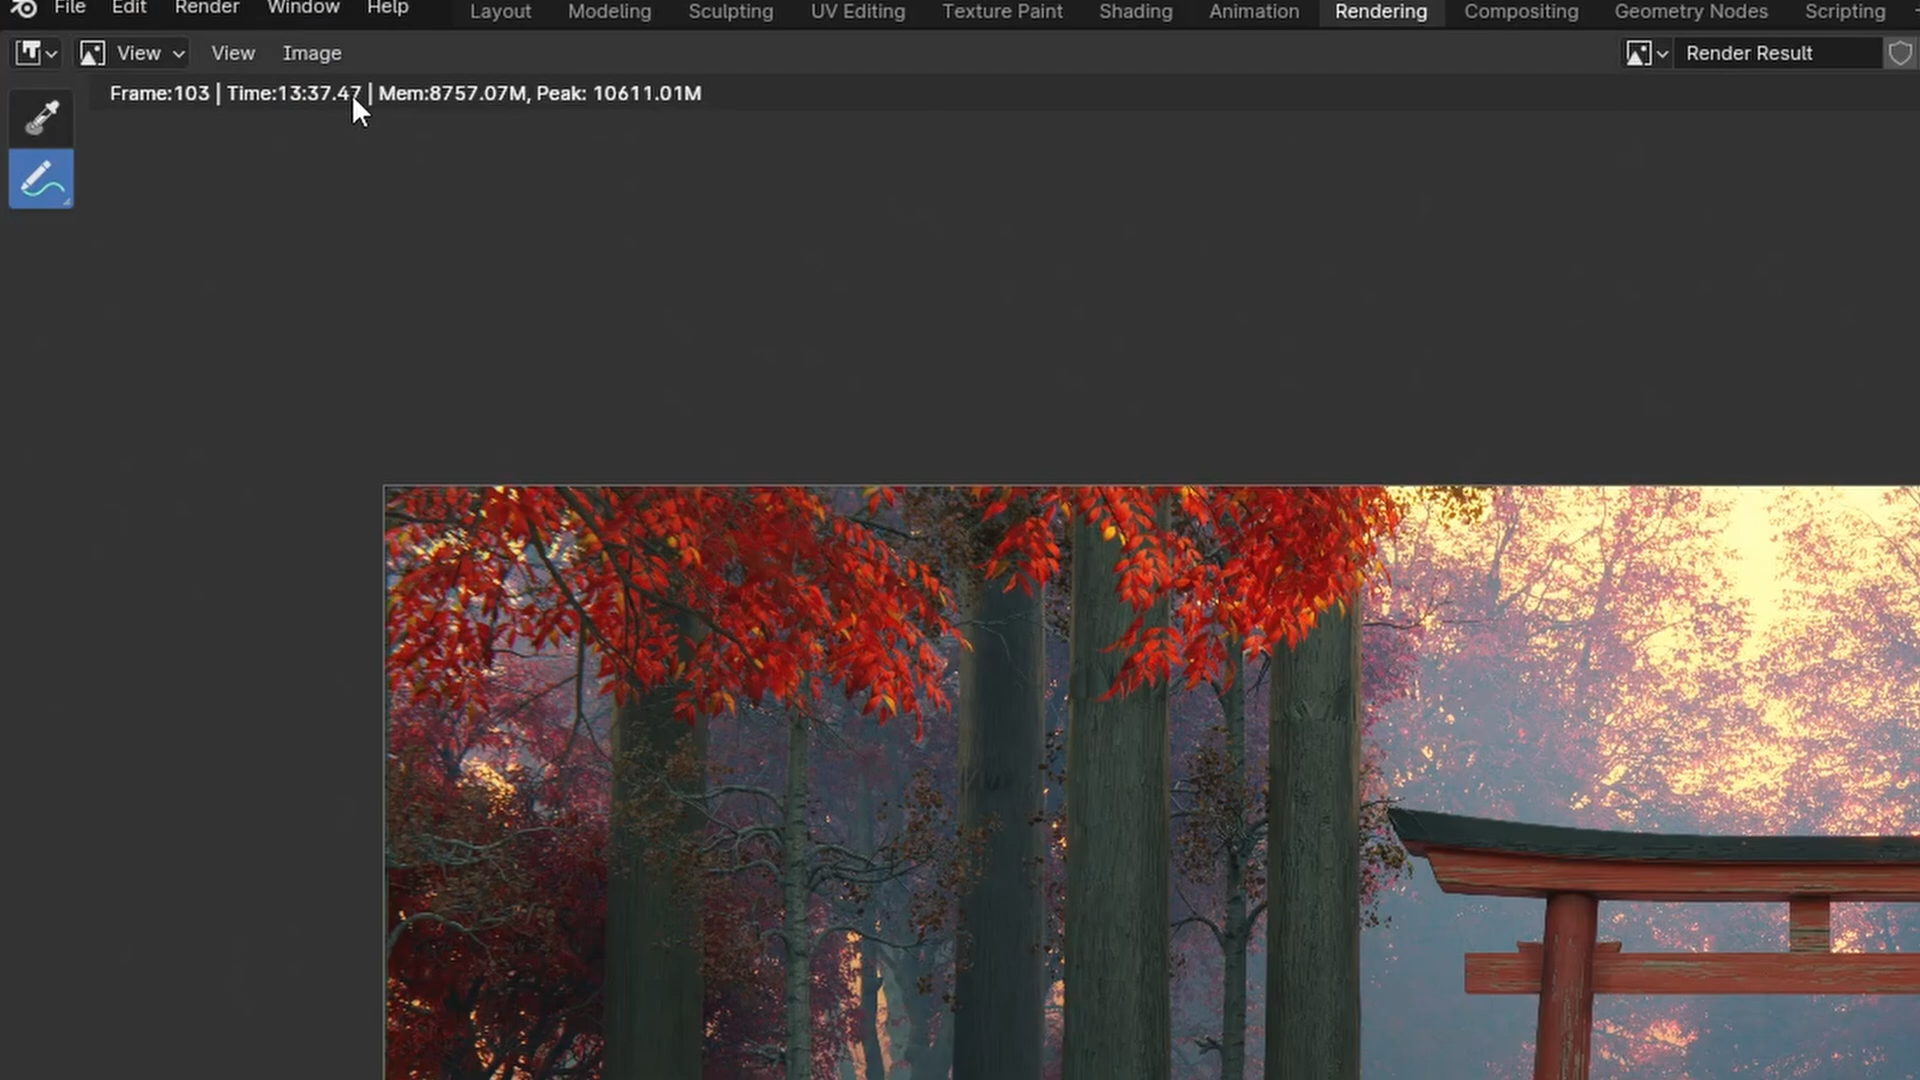 File Edit Render Window Help Layout Modeling Sculpting UV Editing Texture Paint Shading Animation Rendering Compositing Geometry Nodes Scripting
View View Image Render Result
Frame:103 | Time:13:37.47 | Mem:8757.07M, Peak: 10611.01M